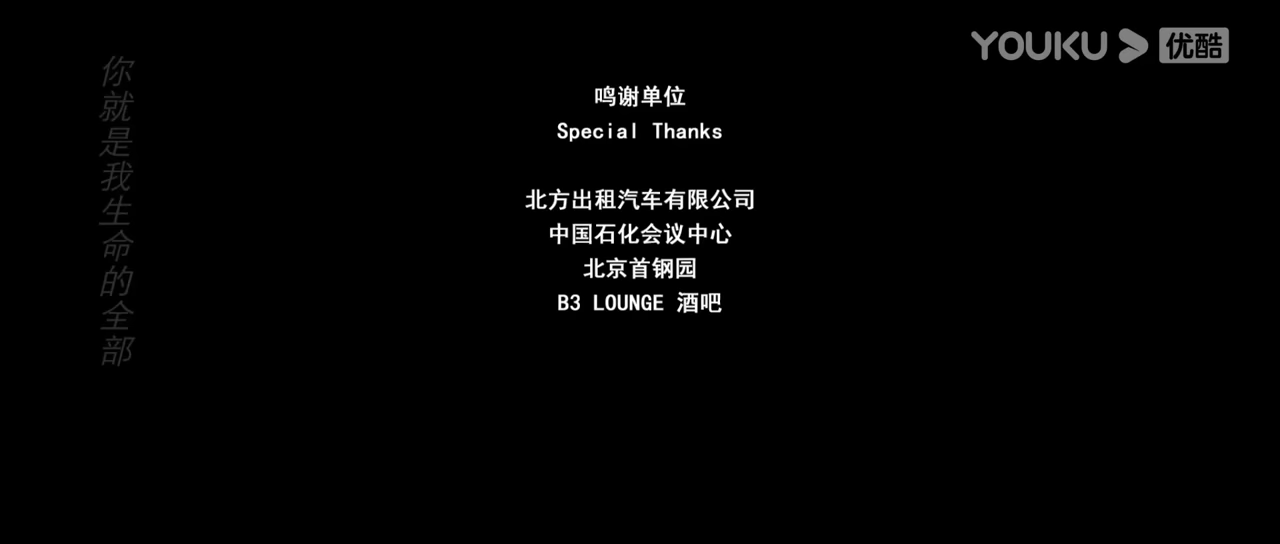 YOUKU 优酷
你就是我生命的全部
鸣谢单位
Special Thanks
北方出租汽车有限公司
中国石化会议中心
北京首钢园
B3 LOUNGE 酒吧